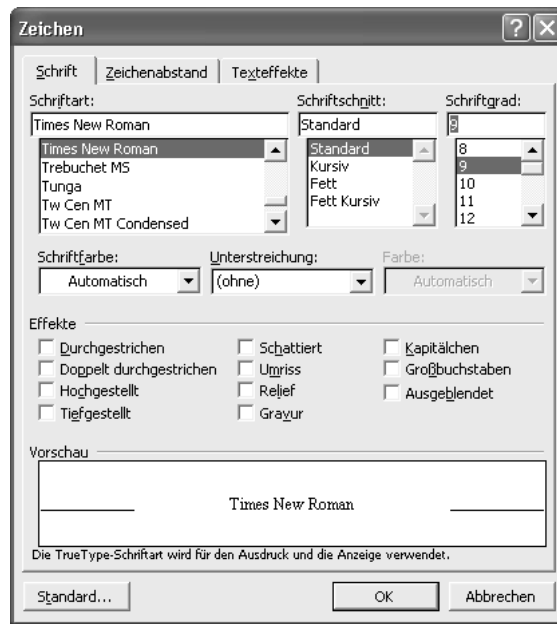 Zeichen
Schrift Zeichenabstand Texteffekte
Schriftart: Schriftschnitt: Schriftgrad:
Times New Roman Standard 9
Times New Roman Standard 8
Trebuchet MS Kursiv 9
Tunga Fett 10
Tw Cen MT Fett Kursiv 11
Tw Cen MT Condensed 12
Schriftfarbe: Unterstreichung: Farbe:
Automatisch (ohne) Automatisch
Effekte
Durchgestrichen Schattiert Kapitälchen
Doppelt durchgestrichen Umriss Großbuchstaben
Hochgestellt Relief Ausgeblendet
Tiefgestellt Gravur
Vorschau
Times New Roman
Die TrueType-Schriftart wird für den Ausdruck und die Anzeige verwendet.
Standard... OK Abbrechen